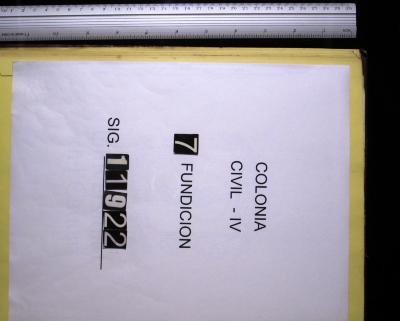 COLONIA
CIVIL - IV
7 FUNDICION
SIG. 11922